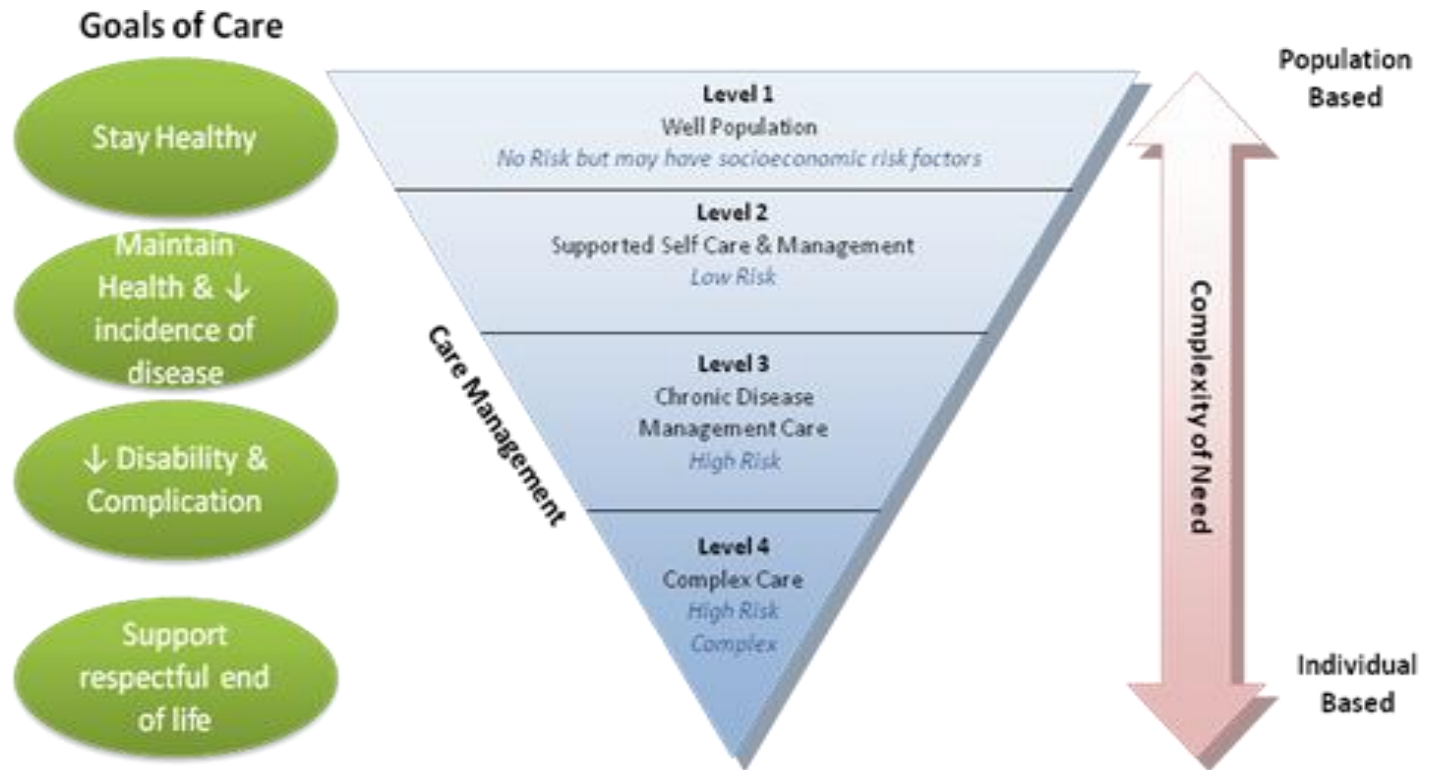 Goals of Care
Stay Healthy
Maintain
Health & ↓
incidence of
disease
↓ Disability &
Complication
Support
respectful end
of life
Level 1
Well Population
No Risk but may have socioeconomic risk factors
Level 2
Supported Self Care & Management
Low Risk
Level 3
Chronic Disease
Management Care
High Risk
Level 4
Complex Care
High Risk
Complex
Care Management
Population
Based
Complexity of Need
Individual
Based